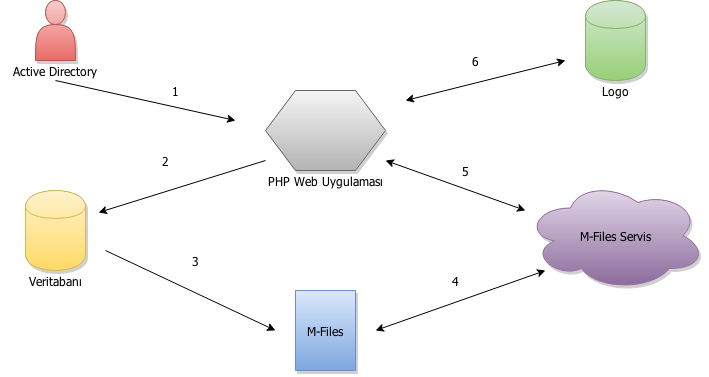 Active Directory
1
6
Logo
PHP Web Uygulaması
2
5
M-Files Servis
Veritabanı
3
4
M-Files